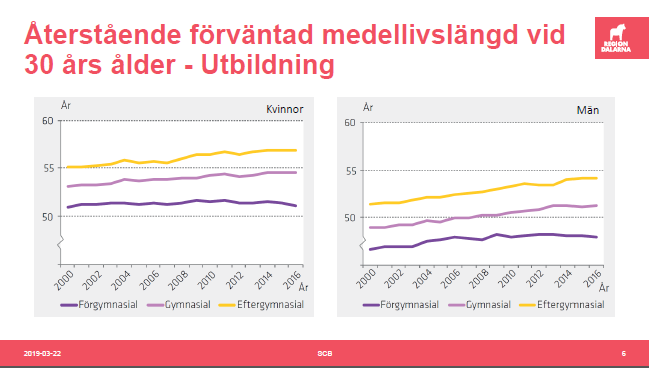 Återstående förväntad medellivslängd vid
30 års ålder - Utbildning
REGION
DALARNA
År
Kvinnor
60
55
50
2000 2002 2004 2006 2008 2010 2012 2014 2016
År
Förgymnasial Gymnasial Eftergymnasial
År
Män
60
55
50
2000 2002 2004 2006 2008 2010 2012 2014 2016
År
Förgymnasial Gymnasial Eftergymnasial
2019-03-22 SCB 6